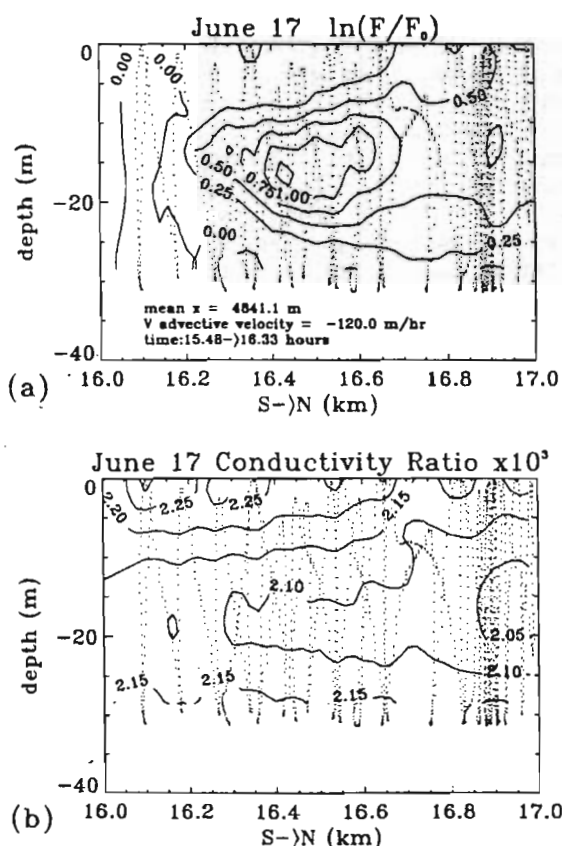 June 17 ln(F/F₀)
0
-20
-40
depth (m)
0.00
0.00
0.50
0.50
0.75
1.00
0.25
0.00
0.25
mean x = 4841.1 m
V advective velocity = -120.0 m/hr
time:15.48->16.33 hours
16.0 16.2 16.4 16.6 16.8 17.0
S->N (km)
(a)
June 17 Conductivity Ratio x10³
0
-20
-40
depth (m)
2.20
2.25
2.25
2.15
2.10
2.05
2.10
2.15
2.15
2.15
16.0 16.2 16.4 16.6 16.8 17.0
S->N (km)
(b)